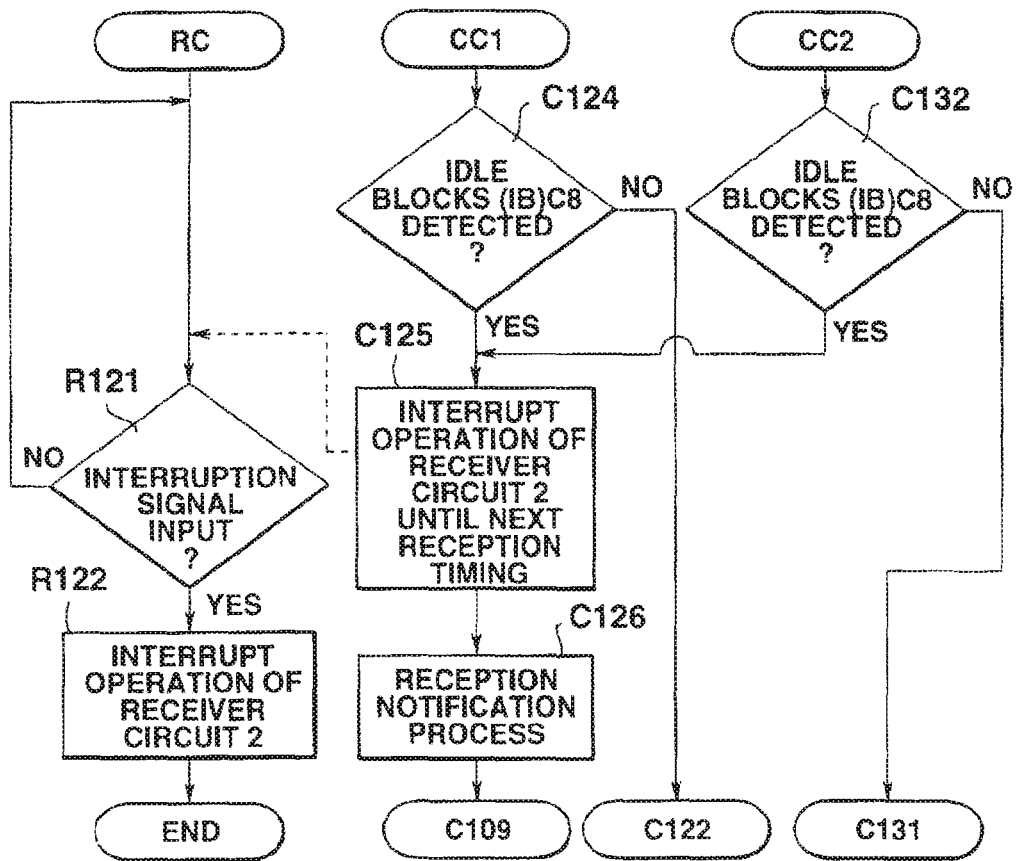 RC
CC1
CC2
C124
C132
IDLE
BLOCKS (IB)C8
DETECTED
?
NO
IDLE
BLOCKS (IB)C8
DETECTED
?
NO
YES
YES
C125
R121
INTERRUPTION
SIGNAL
INPUT
?
NO
INTERRUPT
OPERATION OF
RECEIVER
CIRCUIT 2
UNTIL NEXT
RECEPTION
TIMING
R122
YES
C126
INTERRUPT
OPERATION OF
RECEIVER
CIRCUIT 2
RECEPTION
NOTIFICATION
PROCESS
END
C109
C122
C131